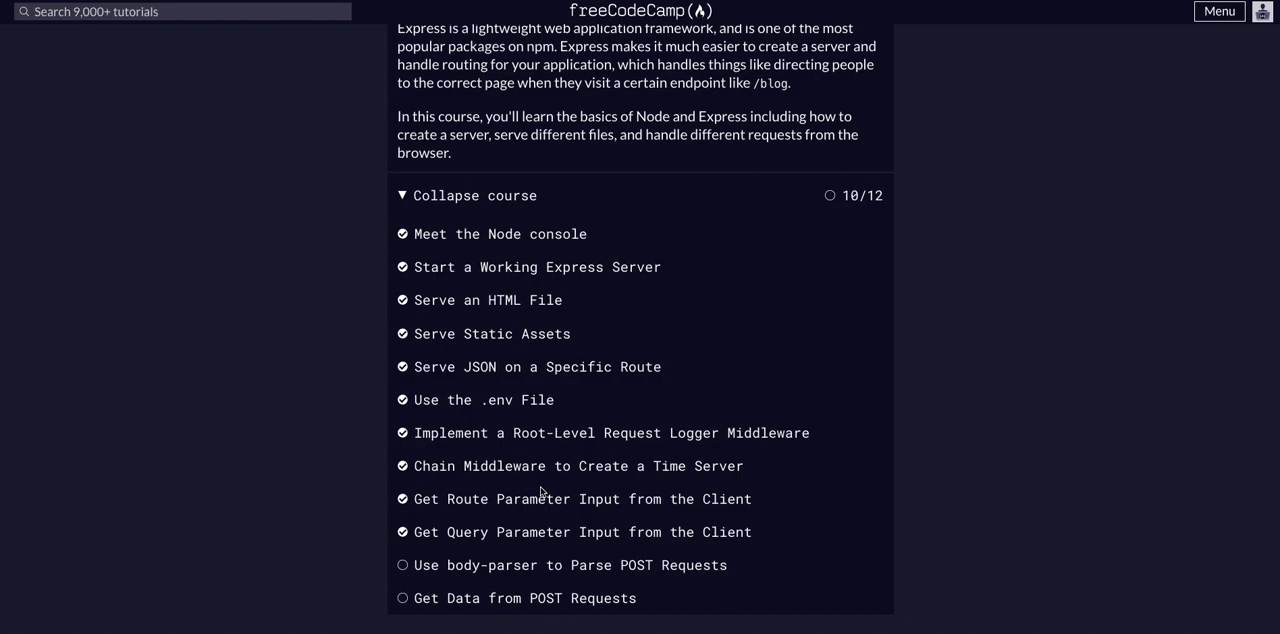 Search 9,000+ tutorials
freeCodeCamp
Menu
Express is a lightweight web application framework, and is one of the most
popular packages on npm. Express makes it much easier to create a server and
handle routing for your application, which handles things like directing people
to the correct page when they visit a certain endpoint like /blog.
In this course, you'll learn the basics of Node and Express including how to
create a server, serve different files, and handle different requests from the
browser.
Collapse course 10/12
Meet the Node console
Start a Working Express Server
Serve an HTML File
Serve Static Assets
Serve JSON on a Specific Route
Use the .env File
Implement a Root-Level Request Logger Middleware
Chain Middleware to Create a Time Server
Get Route Parameter Input from the Client
Get Query Parameter Input from the Client
Use body-parser to Parse POST Requests
Get Data from POST Requests